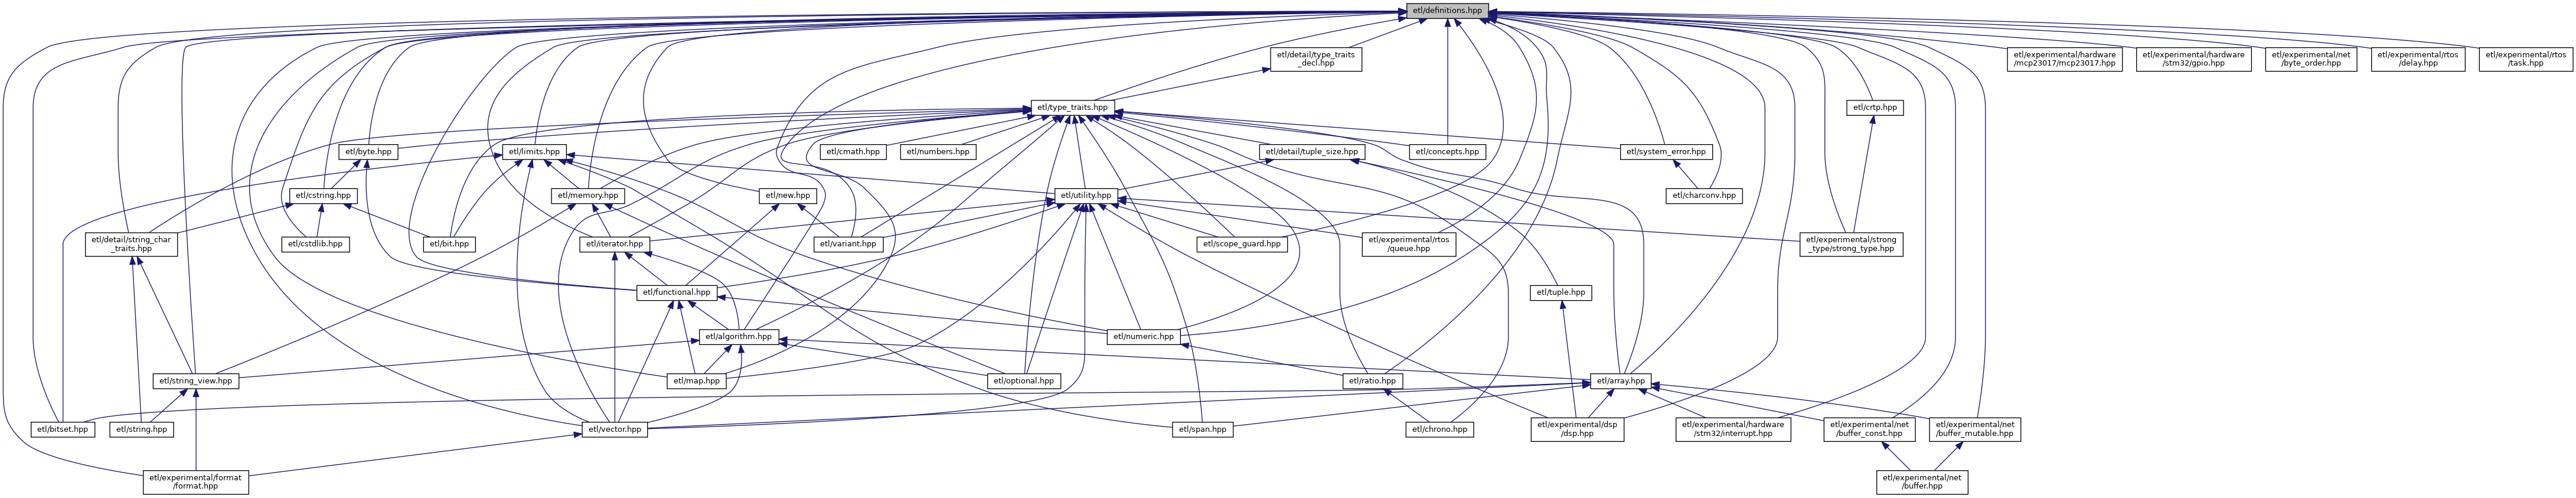 etl/definitions.hpp
etl/detail/type_traits
_decl.hpp
etl/experimental/hardware
/mcp23017/mcp23017.hpp
etl/experimental/hardware
/stm32/gpio.hpp
etl/experimental/net
/byte_order.hpp
etl/experimental/rtos
/delay.hpp
etl/experimental/rtos
/task.hpp
etl/type_traits.hpp
etl/crtp.hpp
etl/byte.hpp
etl/limits.hpp
etl/cmath.hpp
etl/numbers.hpp
etl/detail/tuple_size.hpp
etl/concepts.hpp
etl/system_error.hpp
etl/cstring.hpp
etl/memory.hpp
etl/new.hpp
etl/utility.hpp
etl/charconv.hpp
etl/detail/string_char
_traits.hpp
etl/cstdlib.hpp
etl/bit.hpp
etl/iterator.hpp
etl/variant.hpp
etl/scope_guard.hpp
etl/experimental/rtos
/queue.hpp
etl/experimental/strong
_type/strong_type.hpp
etl/functional.hpp
etl/tuple.hpp
etl/algorithm.hpp
etl/numeric.hpp
etl/string_view.hpp
etl/map.hpp
etl/optional.hpp
etl/ratio.hpp
etl/array.hpp
etl/bitset.hpp
etl/string.hpp
etl/vector.hpp
etl/span.hpp
etl/chrono.hpp
etl/experimental/dsp
/dsp.hpp
etl/experimental/hardware
/stm32/interrupt.hpp
etl/experimental/net
/buffer_const.hpp
etl/experimental/net
/buffer_mutable.hpp
etl/experimental/format
/format.hpp
etl/experimental/net
/buffer.hpp